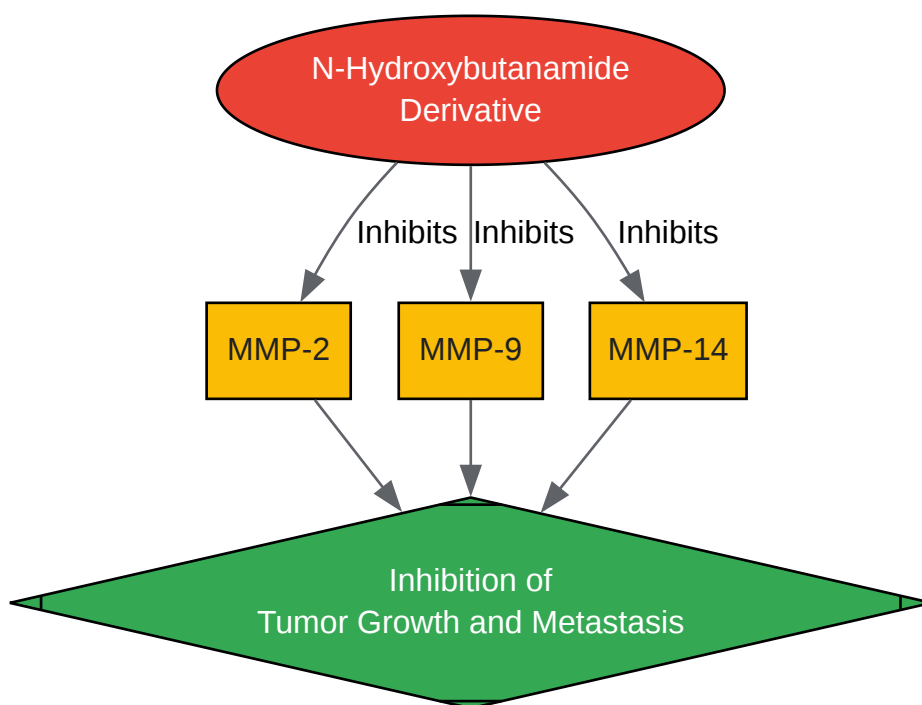 N-Hydroxybutanamide
Derivative
Inhibits
Inhibits
Inhibits
MMP-2
MMP-9
MMP-14
Inhibition of
Tumor Growth and Metastasis